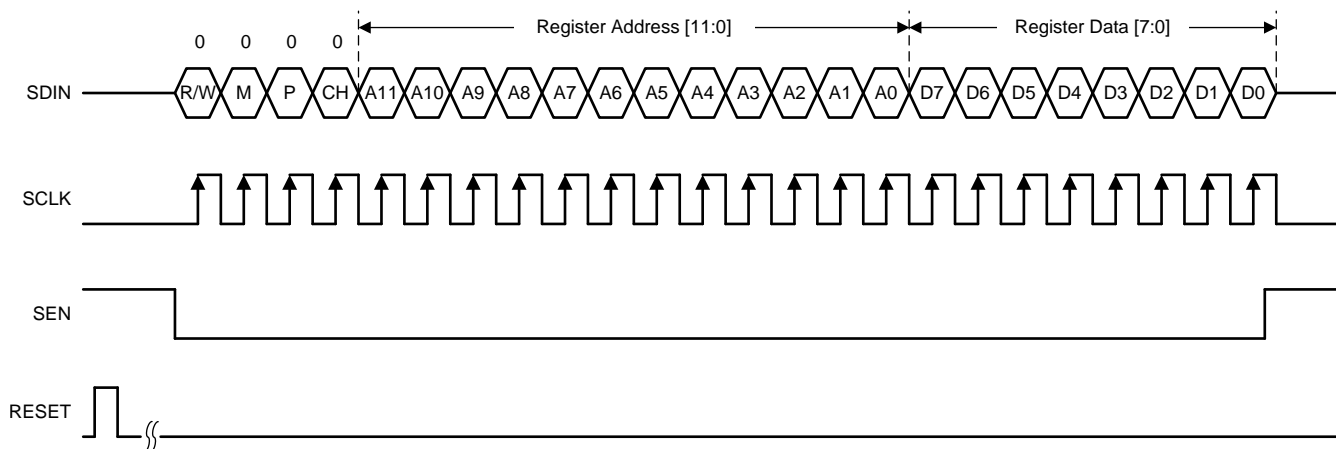 Register Address [11:0] Register Data [7:0]
0 0 0 0
SDIN R/W M P CH A11 A10 A9 A8 A7 A6 A5 A4 A3 A2 A1 A0 D7 D6 D5 D4 D3 D2 D1 D0
SCLK
SEN
RESET